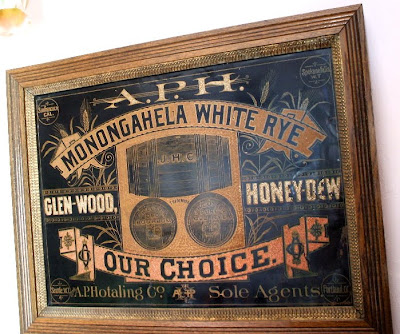 A.P.H.
MONONGAHELA WHITE RYE.
J.H.C
GLEN-WOOD,
HONEY-DEW
OUR CHOICE.
A.P. Hotaling Co.
Sole Agents